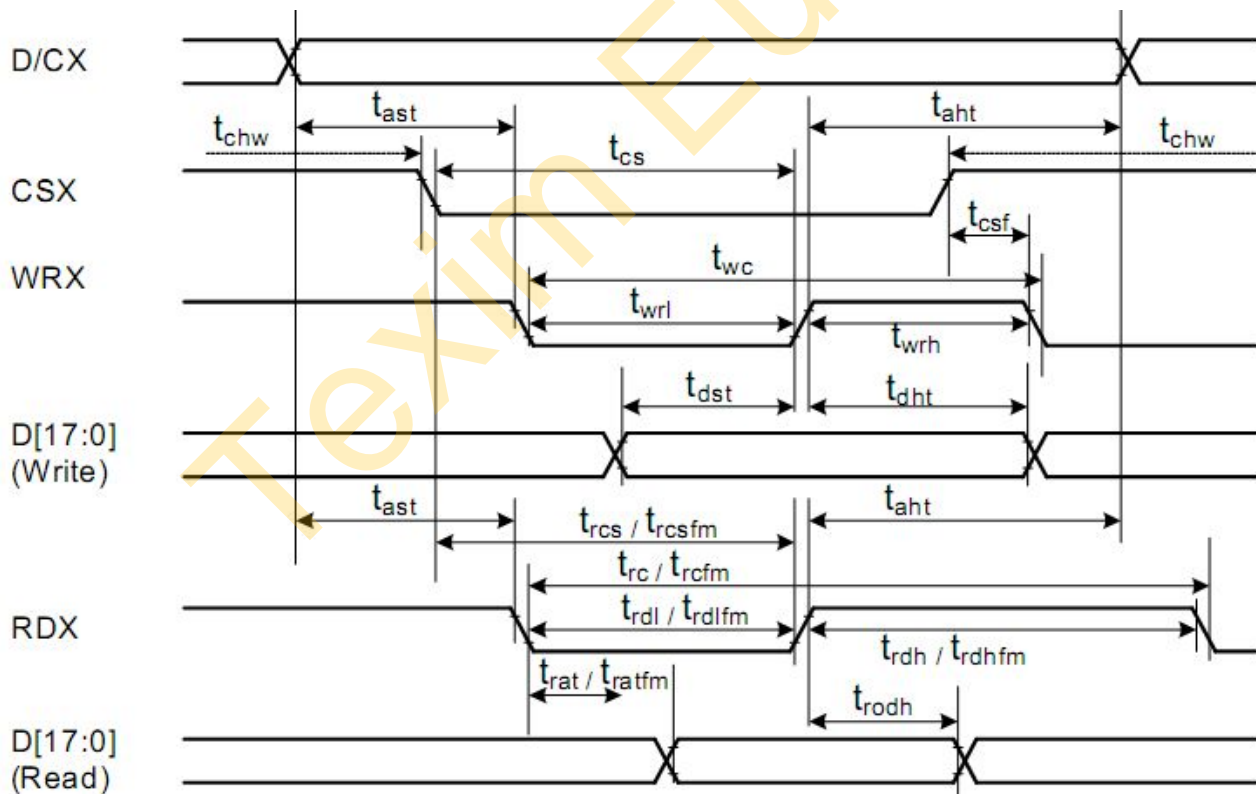 D/CX
t_ast
t_aht
t_chw
t_chw
t_cs
CSX
t_csf
WRX
t_wc
t_wrl
t_wrh
t_dst
t_dht
D[17:0]
(Write)
t_ast
t_aht
t_rcs / t_rcsfm
t_rc / t_rcfm
RDX
t_rdl / t_rdlfm
t_rdh / t_rdhfm
t_rat / t_ratfm
t_rodh
D[17:0]
(Read)
Texim Eu